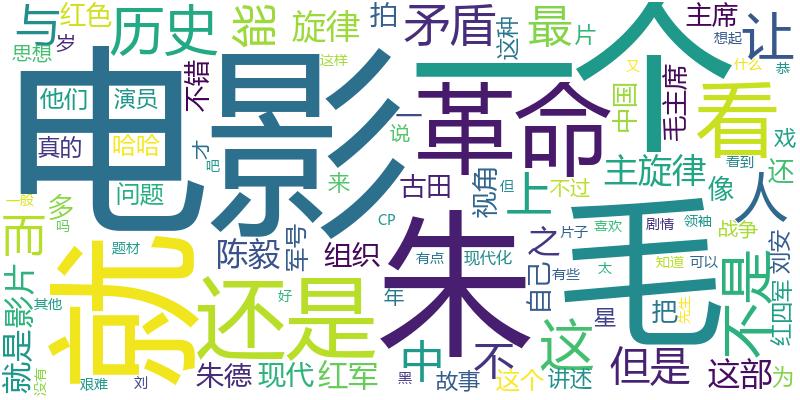 与
红色
历史
能
旋律
拍
矛盾
这种
最
片
主席
想起
让
恭
思想
岁
不错
这样
一个
又
什么
电影
他们
演员
真的
哈哈
问题
才
吧
来
一
说
革命
中国
毛主席
看
戏
还
主旋律
像
看到
人
古田
视角
但
上
不过
一股
多
吗
而
就
题材
陈毅
军号
组织
CP
朱
有点
现代化
之
片子
喜欢
剧情
领袖
战争
毛
知道
可以
刘安
自己
有些
太
不是
先生
红四军
就是影片
其他
没有
艰难
刘
还是
好
年
朱德
现代
红军
黑
中
故事
不
这个
这
讲述
星
把
但是
这部
为